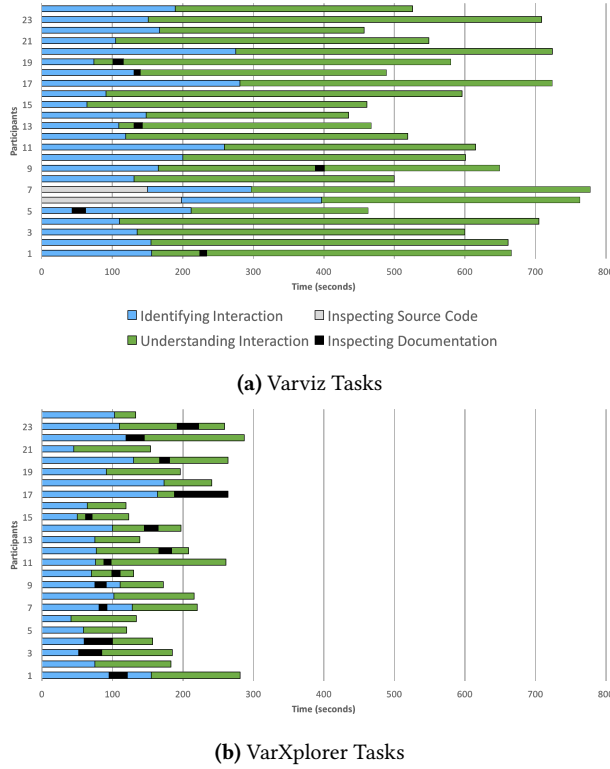 23
21
19
17
15
Participants
13
11
9
7
5
3
1
0 100 200 300 400 500 600 700 800
Time (seconds)
Identifying Interaction Inspecting Source Code
Understanding Interaction Inspecting Documentation
(a) Varviz Tasks
23
21
19
17
15
Participants
13
11
9
7
5
3
1
0 100 200 300 400 500 600 700 800
Time (seconds)
(b) VarXplorer Tasks